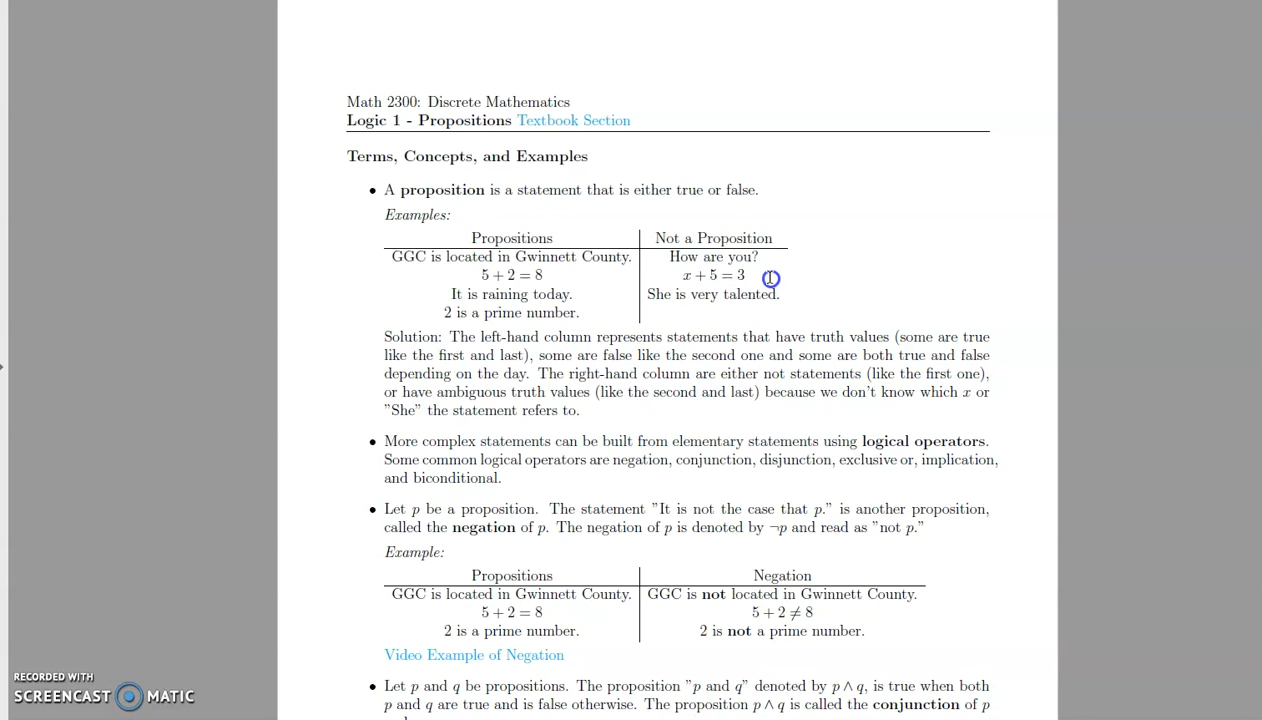 Math 2300: Discrete Mathematics
Logic 1 - Propositions Textbook Section
Terms, Concepts, and Examples
• A proposition is a statement that is either true or false.
Examples:
Propositions Not a Proposition
GGC is located in Gwinnett County. How are you?
5 + 2 = 8 x + 5 = 3
It is raining today. She is very talented.
2 is a prime number.
Solution: The left-hand column represents statements that have truth values (some are true
like the first and last), some are false like the second one and some are both true and false
depending on the day. The right-hand column are either not statements (like the first one),
or have ambiguous truth values (like the second and last) because we don't know which x or
"She" the statement refers to.
• More complex statements can be built from elementary statements using logical operators.
Some common logical operators are negation, conjunction, disjunction, exclusive or, implication,
and biconditional.
• Let p be a proposition. The statement "It is not the case that p." is another proposition,
called the negation of p. The negation of p is denoted by ¬p and read as "not p."
Example:
Propositions Negation
GGC is located in Gwinnett County. GGC is not located in Gwinnett County.
5 + 2 = 8 5 + 2 ≠ 8
2 is a prime number. 2 is not a prime number.
Video Example of Negation
• Let p and q be propositions. The proposition "p and q" denoted by p ∧ q, is true when both
p and q are true and is false otherwise. The proposition p ∧ q is called the conjunction of p
RECORDED WITH
SCREENCAST MATIC